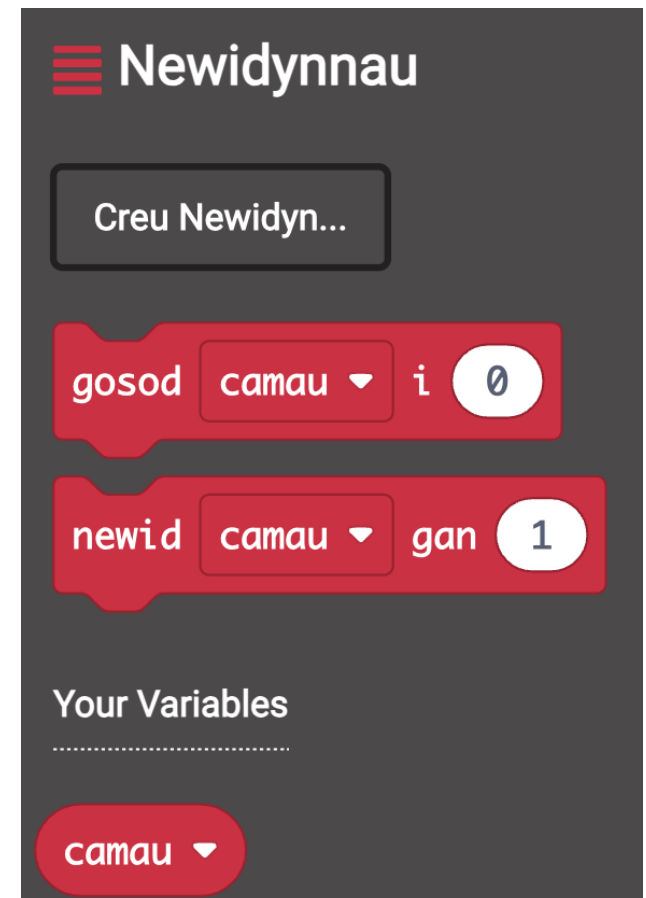 Newidynnau
Creu Newidyn...
gosod camau i 0
newid camau gan 1
Your Variables
camau